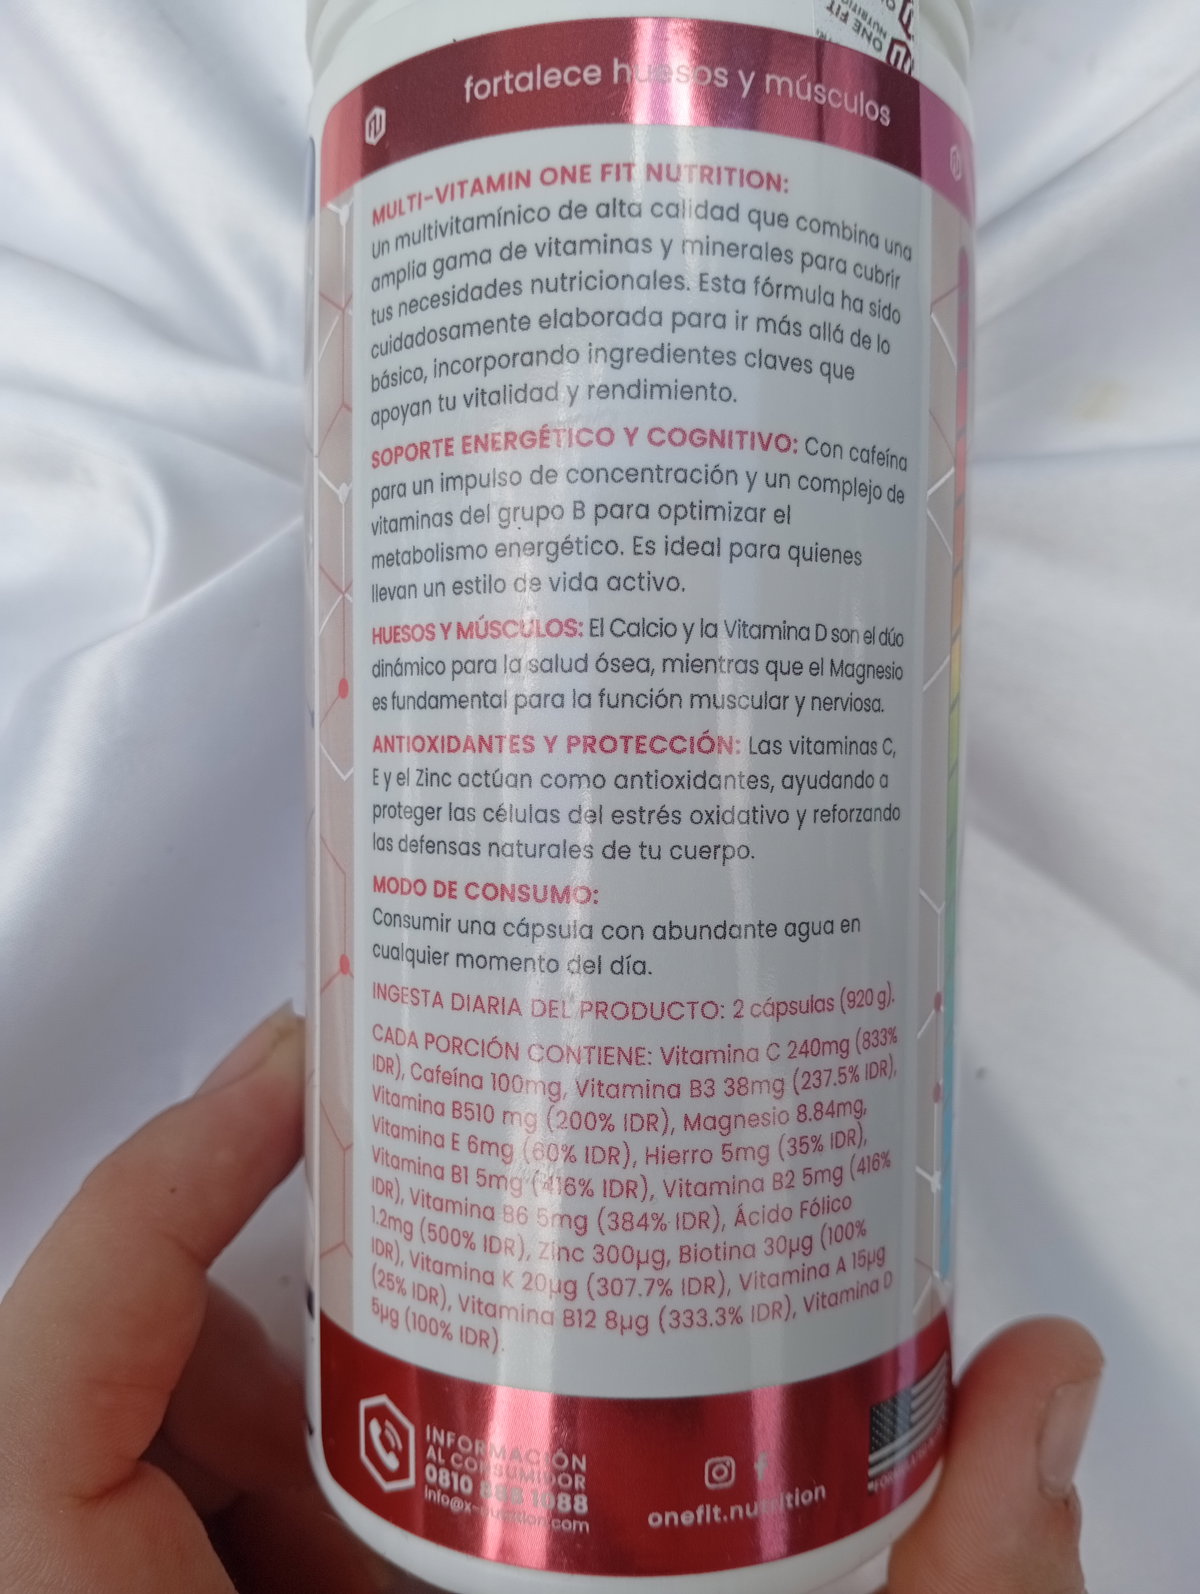 ONE FIT
fortalece huesos y músculos
MULTI-VITAMIN ONE FIT NUTRITION:
Un multivitamínico de alta calidad que combina una
amplia gama de vitaminas y minerales para cubrir
tus necesidades nutricionales. Esta fórmula ha sido
cuidadosamente elaborada para ir más allá de lo
básico, incorporando ingredientes claves que
apoyan tu vitalidad y rendimiento.
SOPORTE ENERGÉTICO Y COGNITIVO: Con cafeína
para un impulso de concentración y un complejo de
vitaminas del grupo B para optimizar el
metabolismo energético. Es ideal para quienes
llevan un estilo de vida activo.
HUESOS Y MÚSCULOS: El Calcio y la Vitamina D son el dúo
dinámico para la salud ósea, mientras que el Magnesio
es fundamental para la función muscular y nerviosa.
ANTIOXIDANTES Y PROTECCIÓN: Las vitaminas C,
E y el Zinc actúan como antioxidantes, ayudando a
proteger las células del estrés oxidativo y reforzando
las defensas naturales de tu cuerpo.
MODO DE CONSUMO:
Consumir una cápsula con abundante agua en
cualquier momento del día.
INGESTA DIARIA DEL PRODUCTO: 2 cápsulas (920 g).
CADA PORCIÓN CONTIENE: Vitamina C 240mg (833%
IDR), Cafeína 100mg, Vitamina B3 38mg (237.5% IDR),
Vitamina B510 mg (200% IDR), Magnesio 8.84mg,
Vitamina E 6mg (60% IDR), Hierro 5mg (35% IDR),
Vitamina B1 5mg (416% IDR), Vitamina B2 5mg (416%
IDR), Vitamina B6 5mg (384% IDR), Ácido Fólico
1.2mg (500% IDR), Zinc 300µg, Biotina 30µg (100%
IDR), Vitamina K 20µg (307.7% IDR), Vitamina A 15µg
(25% IDR), Vitamina B12 8µg (333.3% IDR), Vitamina D
5µg (100% IDR).
INFORMACIÓN
AL CONSUMIDOR
0810 888 1088
info@x-nutrition.com
onefit.nutrition